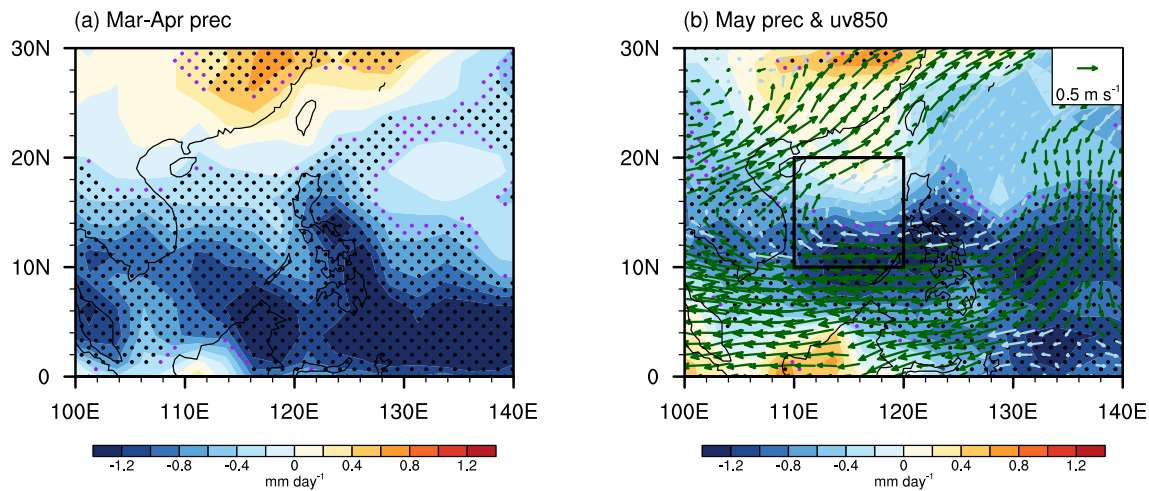 (a) Mar-Apr prec
30N
20N
10N
0
100E 110E 120E 130E 140E
-1.2 -0.8 -0.4 0 0.4 0.8 1.2
mm day⁻¹
(b) May prec & uv850
0.5 m s⁻¹
30N
20N
10N
0
100E 110E 120E 130E 140E
-1.2 -0.8 -0.4 0 0.4 0.8 1.2
mm day⁻¹